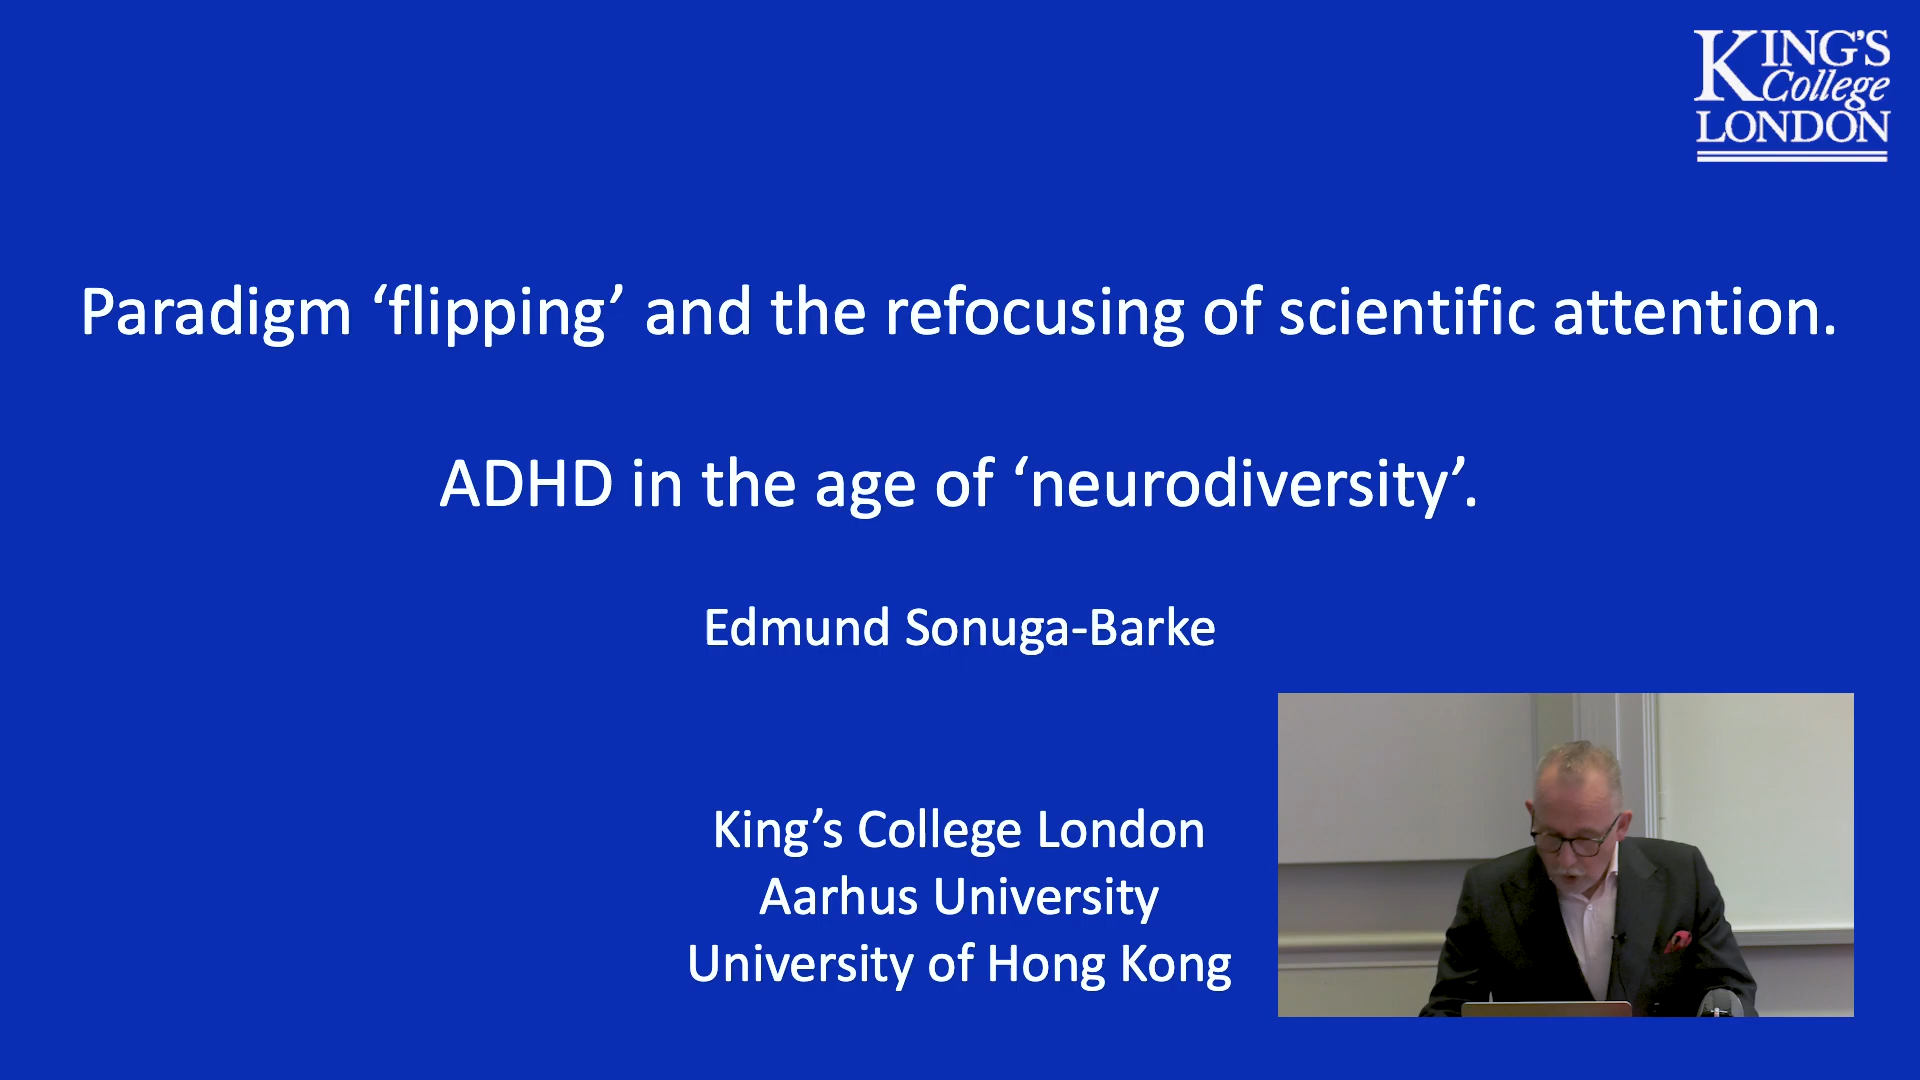 KING'S
College
LONDON
Paradigm ‘flipping’ and the refocusing of scientific attention.
ADHD in the age of ‘neurodiversity’.
Edmund Sonuga-Barke
King’s College London
Aarhus University
University of Hong Kong